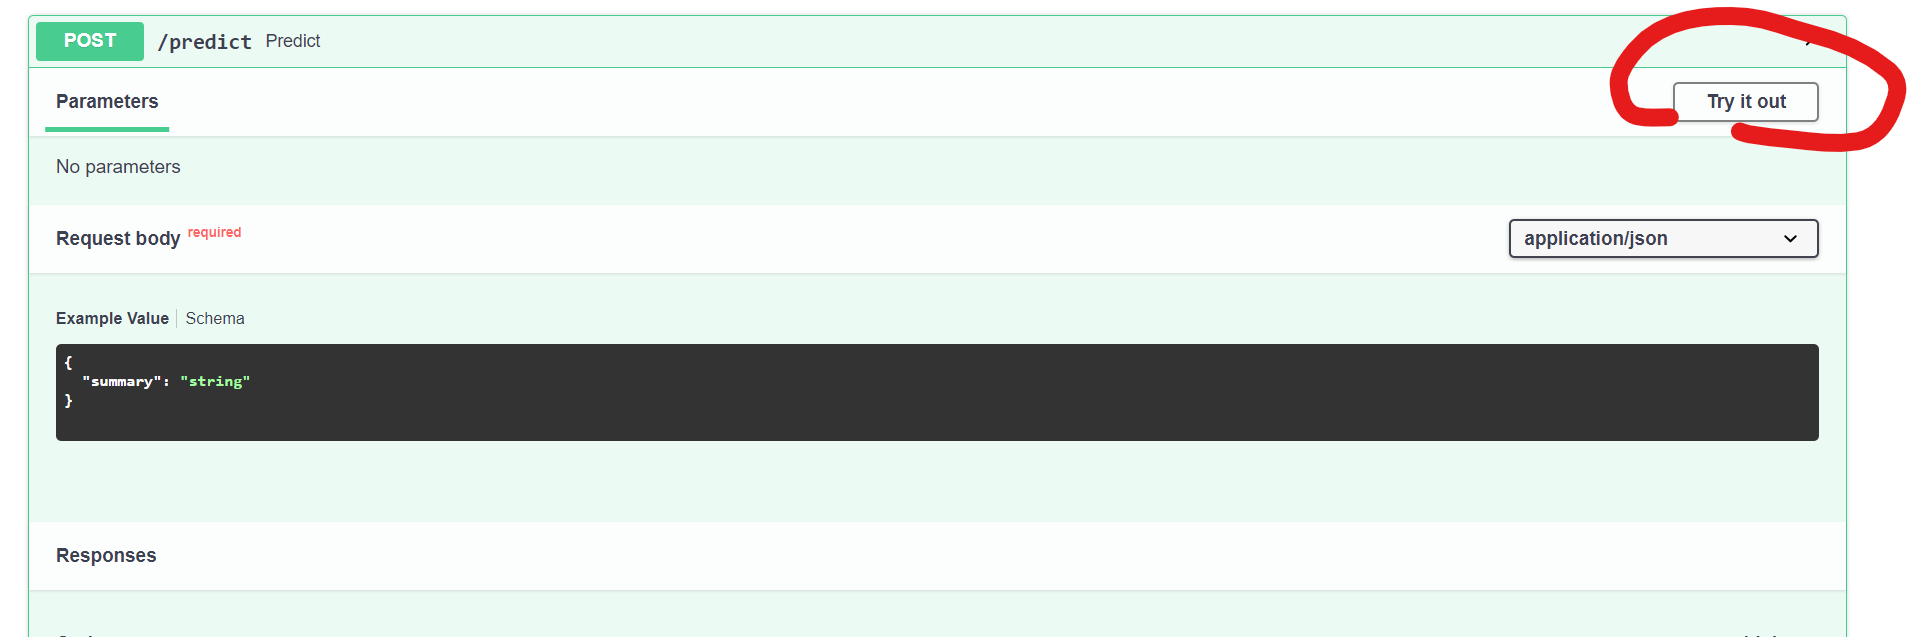 POST /predict Predict
Parameters
Try it out
No parameters
Request body required
application/json
Example Value Schema
{
"summary": "string"
}
Responses